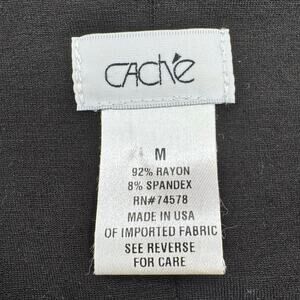 CACHÉ
M
92% RAYON
8% SPANDEX
RN#74578
MADE IN USA
OF IMPORTED FABRIC
SEE REVERSE
FOR CARE